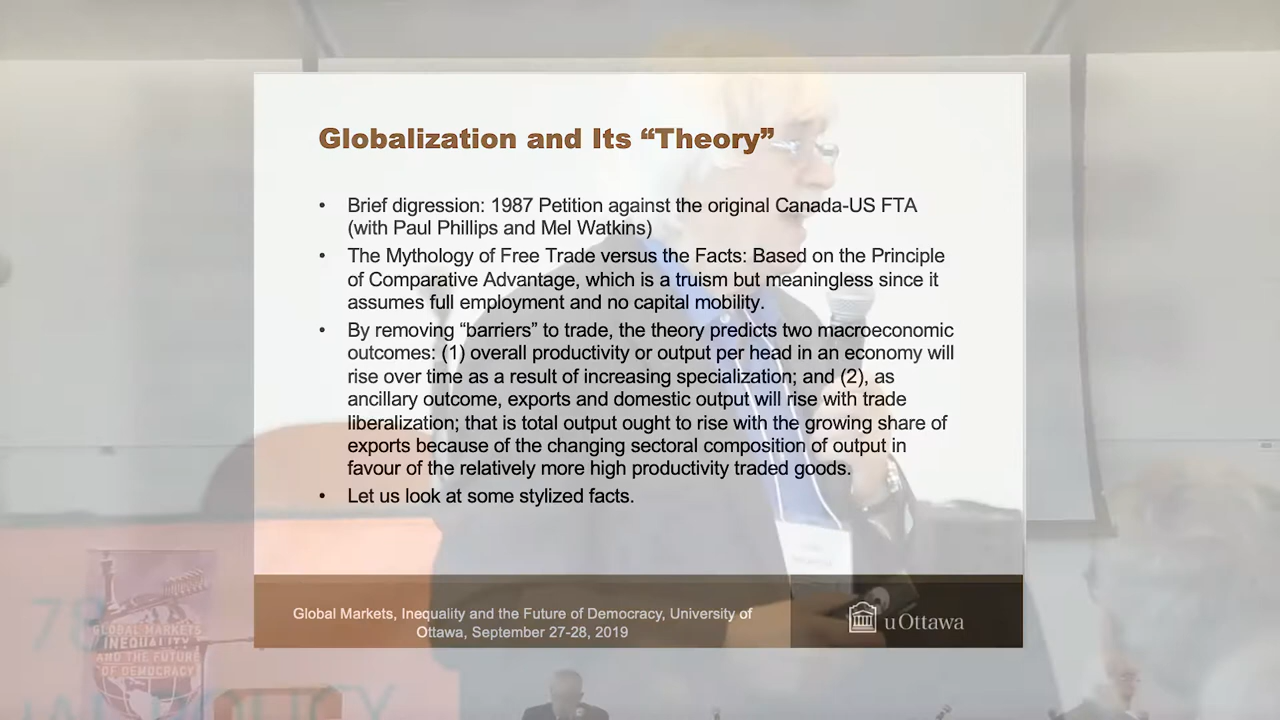 Globalization and Its “Theory”
• Brief digression: 1987 Petition against the original Canada-US FTA
(with Paul Phillips and Mel Watkins)
• The Mythology of Free Trade versus the Facts: Based on the Principle
of Comparative Advantage, which is a truism but meaningless since it
assumes full employment and no capital mobility.
• By removing “barriers” to trade, the theory predicts two macroeconomic
outcomes: (1) overall productivity or output per head in an economy will
rise over time as a result of increasing specialization; and (2), as
ancillary outcome, exports and domestic output will rise with trade
liberalization; that is total output ought to rise with the growing share of
exports because of the changing sectoral composition of output in
favour of the relatively more high productivity traded goods.
• Let us look at some stylized facts.
Global Markets, Inequality and the Future of Democracy, University of
Ottawa, September 27-28, 2019
uOttawa
78
GLOBAL MARKETS
INEQUALITY
AND THE FUTURE
OF DEMOCRACY
POLICY